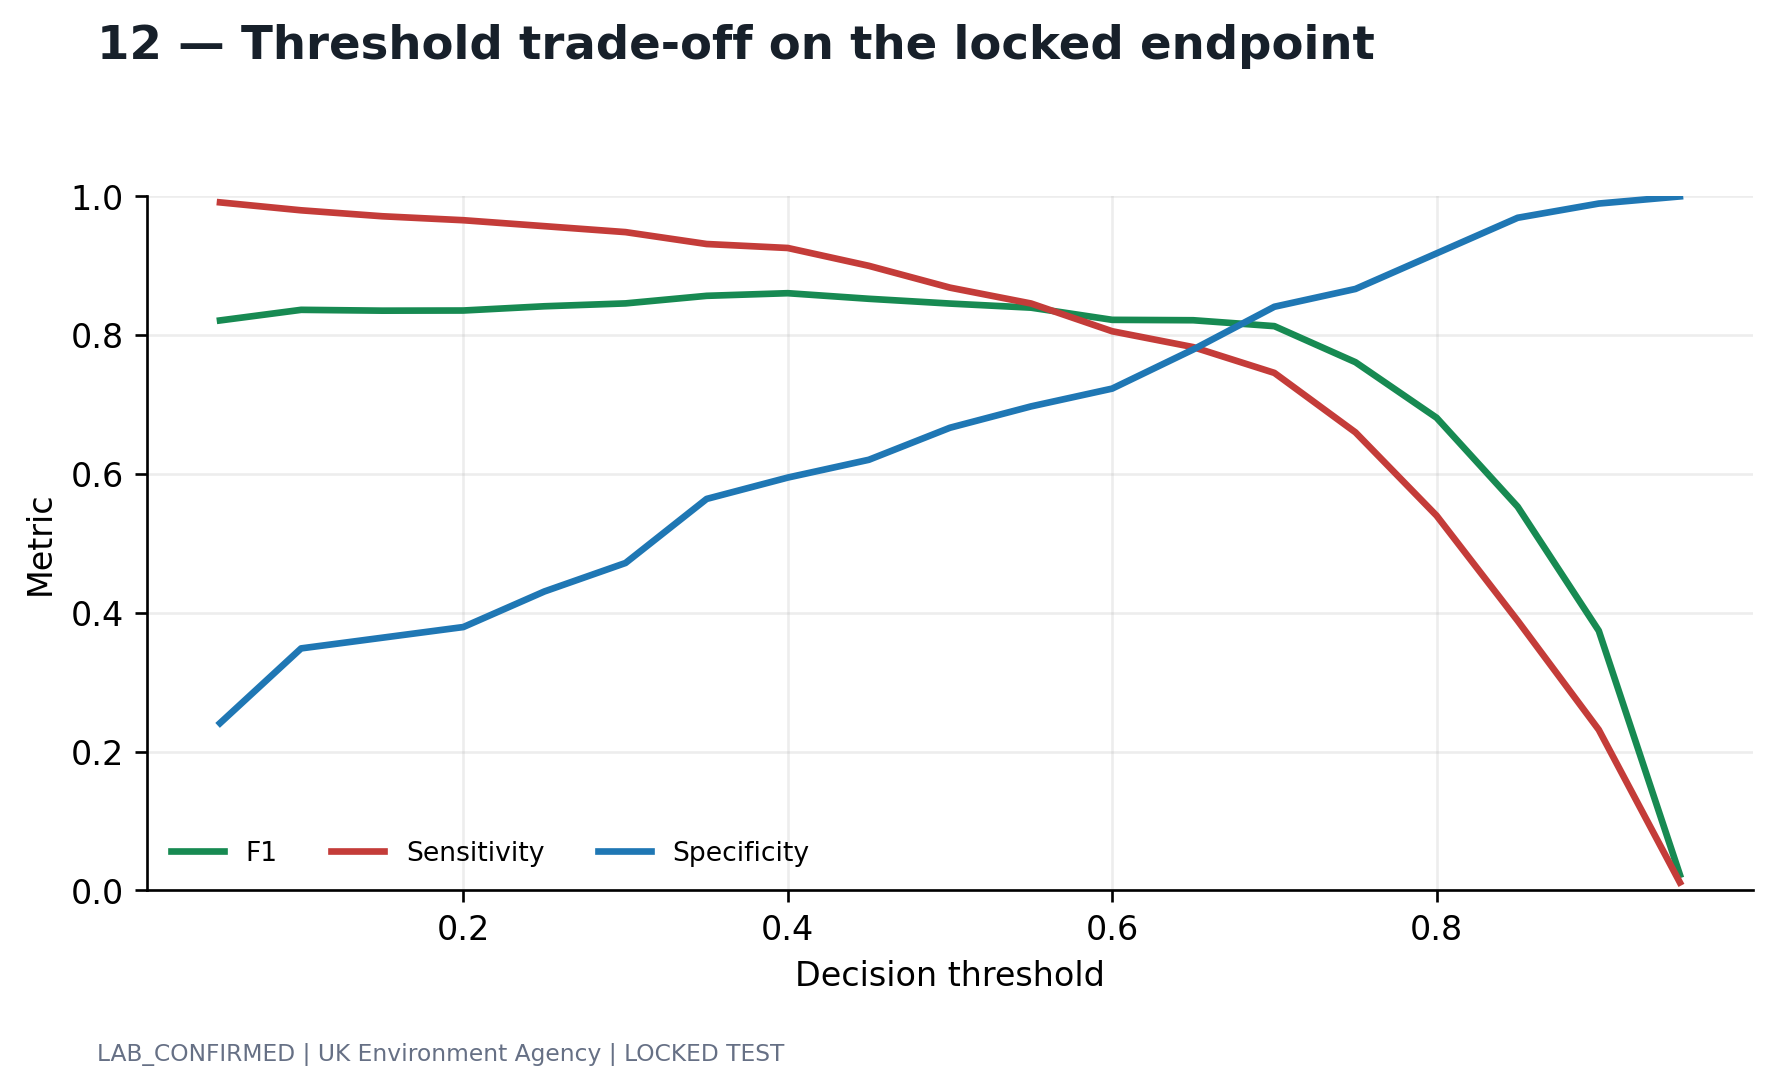 12 — Threshold trade-off on the locked endpoint
1.0
0.8
0.6
0.4
0.2
0.0
Metric
F1 Sensitivity Specificity
0.2 0.4 0.6 0.8
Decision threshold
LAB_CONFIRMED | UK Environment Agency | LOCKED TEST